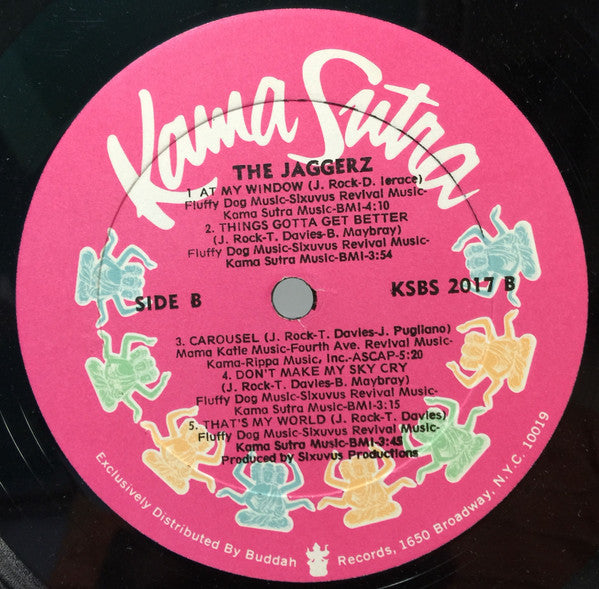 Kama Sutra
THE JAGGERZ
1 AT MY WINDOW (J. Rock-D. Ierace)
Fluffy Dog Music-Sixuvus Revival Music-
Kama Sutra Music-BMI-4:10
2. THINGS GOTTA GET BETTER
(J. Rock-T. Davies-B. Maybray)
Fluffy Dog Music-Sixuvus Revival Music-
Kama Sutra Music-BMI-3:54
SIDE B
KSBS 2017 B
3. CAROUSEL (J. Rock-T. Davies-J. Pugliano)
Mama Katie Music-Fourth Ave. Revival Music-
Kama-Rippa Music, Inc.-ASCAP-5:20
4. DON'T MAKE MY SKY CRY
(J. Rock-T. Davies-B. Maybray)
Fluffy Dog Music-Sixuvus Revival Music-
Kama Sutra Music-BMI-3:15
5. THAT'S MY WORLD (J. Rock-T. Davies)
Fluffy Dog Music-Sixuvus Revival Music-
Kama Sutra Music-BMI-3:45
Produced by Sixuvus Productions
Exclusively Distributed By Buddah Records, 1650 Broadway, N.Y.C. 10019